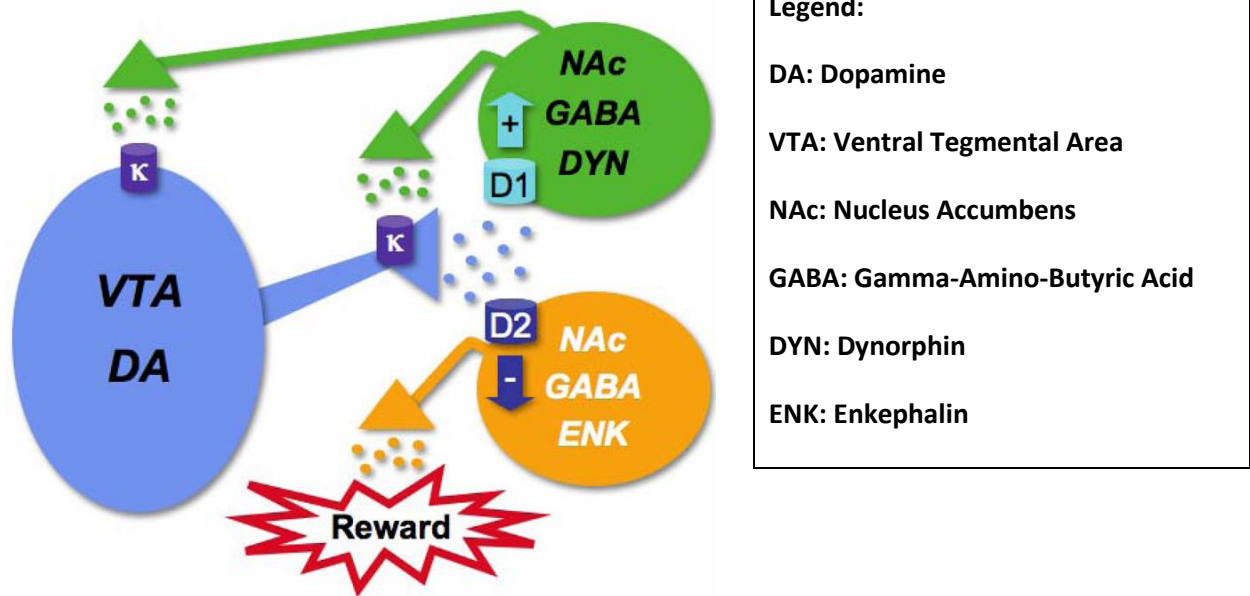 κ
VTA
DA
κ
NAc
GABA
DYN
+
D1
D2
-
NAc
GABA
ENK
Reward
Legend:
DA: Dopamine
VTA: Ventral Tegmental Area
NAc: Nucleus Accumbens
GABA: Gamma-Amino-Butyric Acid
DYN: Dynorphin
ENK: Enkephalin